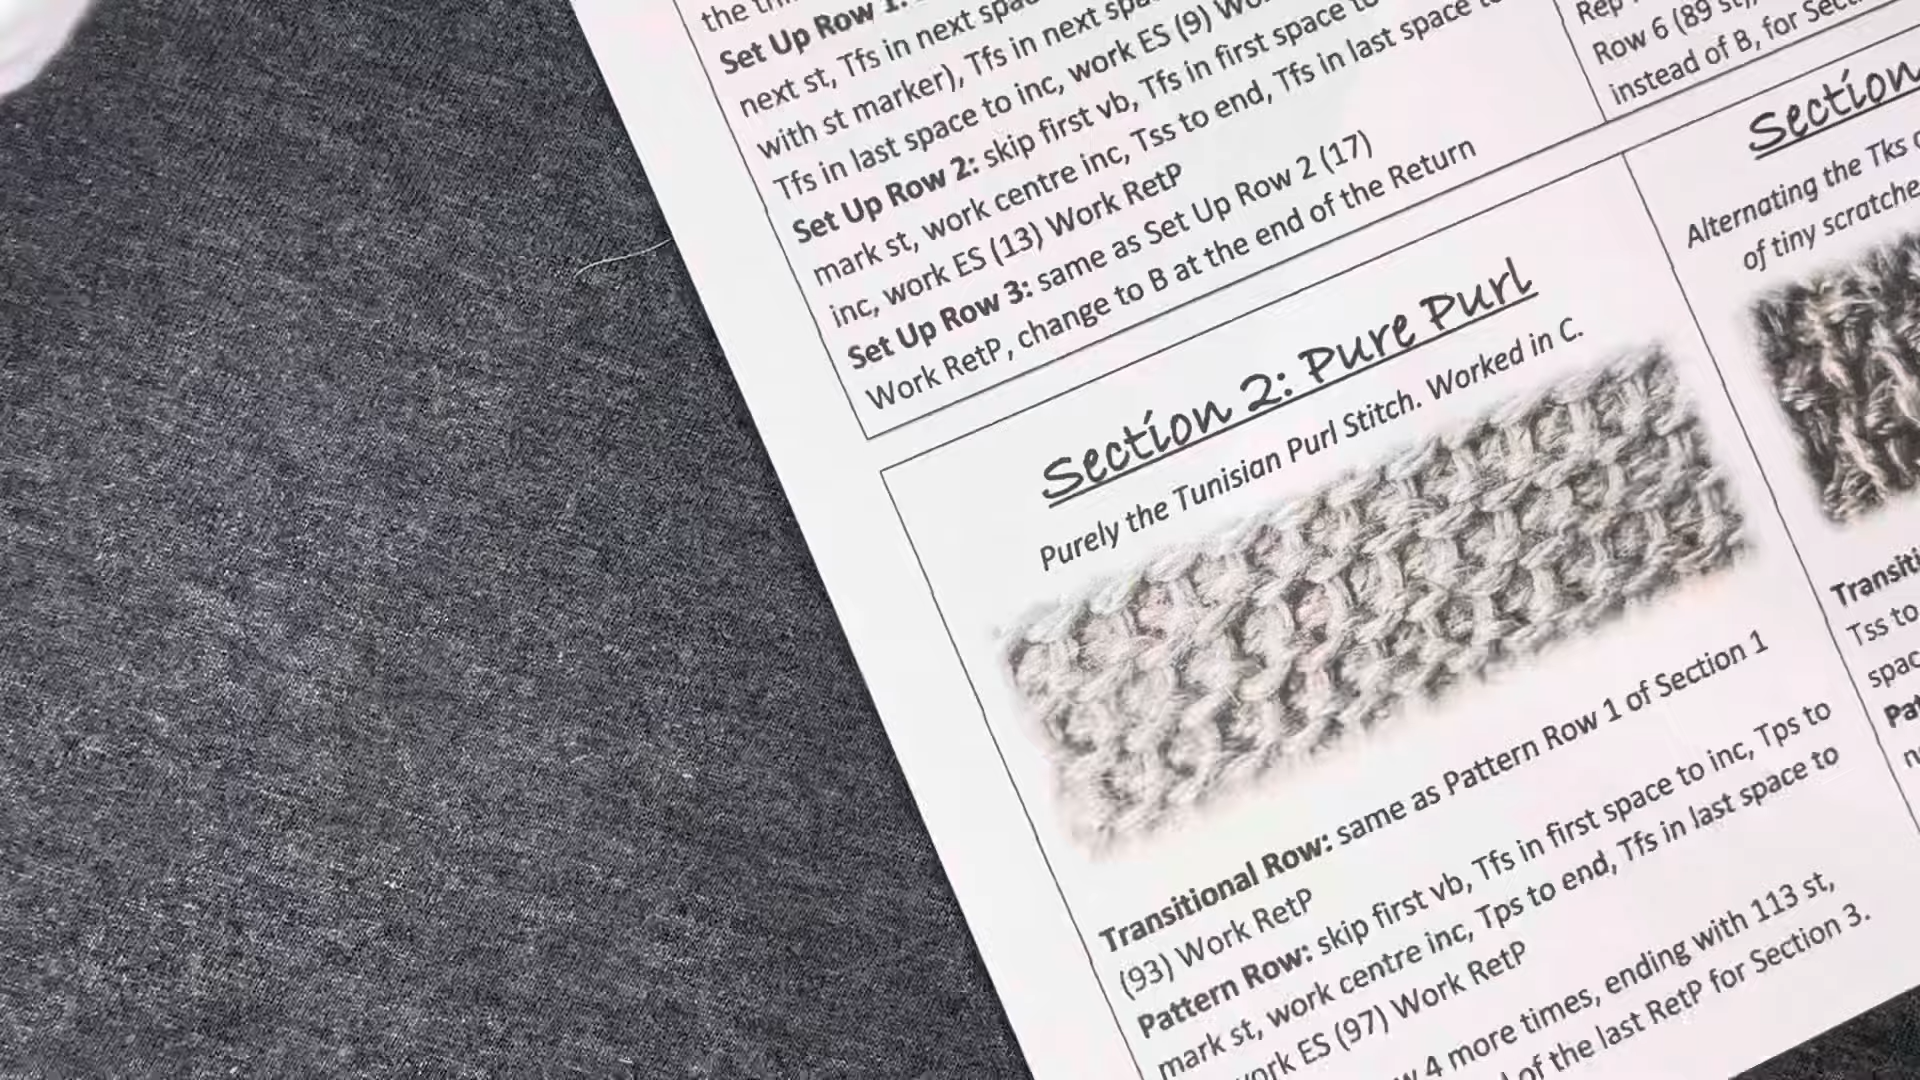 the thi
Set Up Row 1:
next st, Tfs in next spac
with st marker), Tfs in next spa
Tfs in last space to inc, work ES (9) Wo
Set Up Row 2: skip first vb, Tfs in first space to
mark st, work centre inc, Tss to end, Tfs in last space to
inc, work ES (13) Work RetP
Set Up Row 3: same as Set Up Row 2 (17)
Work RetP, change to B at the end of the Return
Rep
Row 6 (89 st),
instead of B, for Sect
Section 2: Pure Purl
Purely the Tunisian Purl Stitch. Worked in C.
Transitional Row: same as Pattern Row 1 of Section 1
(93) Work RetP
Pattern Row: skip first vb, Tfs in first space to inc, Tps to
mark st, work centre inc, Tps to end, Tfs in last space to
work ES (97) Work RetP
w 4 more times, ending with 113 st,
of the last RetP for Section 3.
Section
Alternating the Tks
of tiny scratche
Transiti
Tss to
spac
Pat